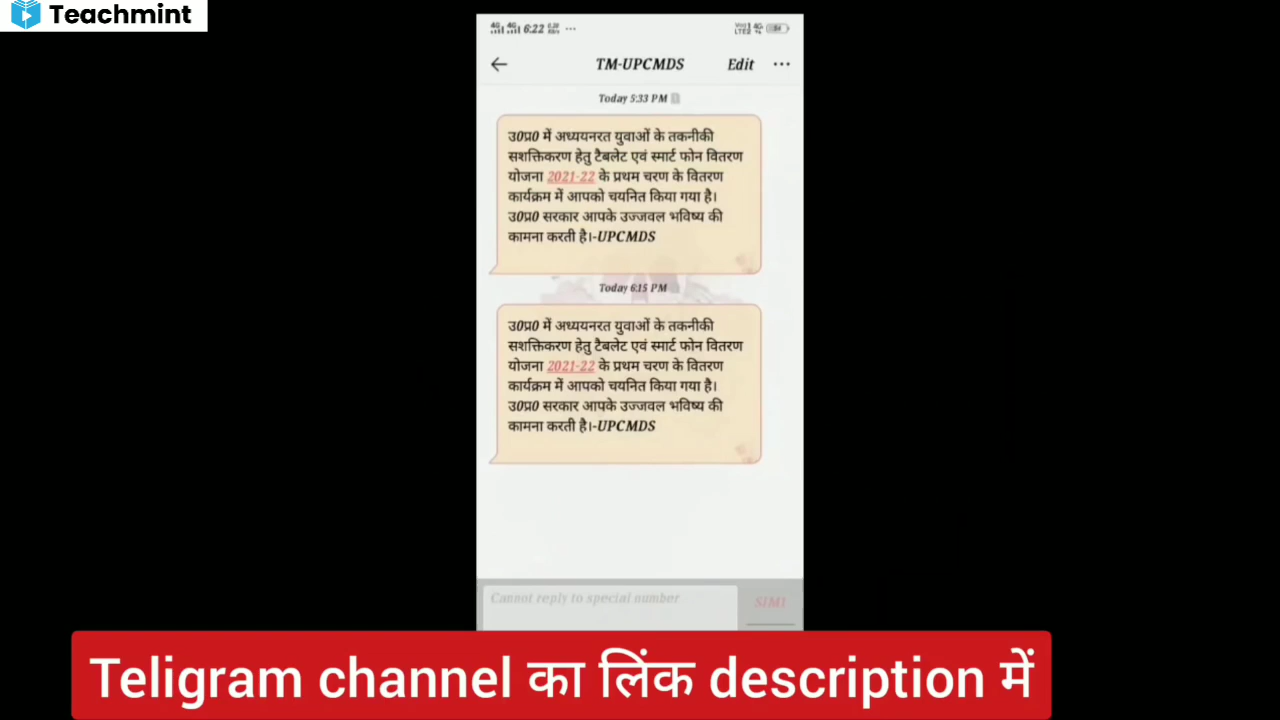 Teachmint
6:22
TM-UPCMDS Edit
Today 5:33 PM
उ0प्र0 में अध्ययनरत युवाओं के तकनीकी
सशक्तिकरण हेतु टैबलेट एवं स्मार्ट फोन वितरण
योजना 2021-22 के प्रथम चरण के वितरण
कार्यक्रम में आपको चयनित किया गया है।
उ0प्र0 सरकार आपके उज्जवल भविष्य की
कामना करती है।-UPCMDS
Today 6:15 PM
उ0प्र0 में अध्ययनरत युवाओं के तकनीकी
सशक्तिकरण हेतु टैबलेट एवं स्मार्ट फोन वितरण
योजना 2021-22 के प्रथम चरण के वितरण
कार्यक्रम में आपको चयनित किया गया है।
उ0प्र0 सरकार आपके उज्जवल भविष्य की
कामना करती है।-UPCMDS
Cannot reply to special number SIM1
Teligram channel का लिंक description में